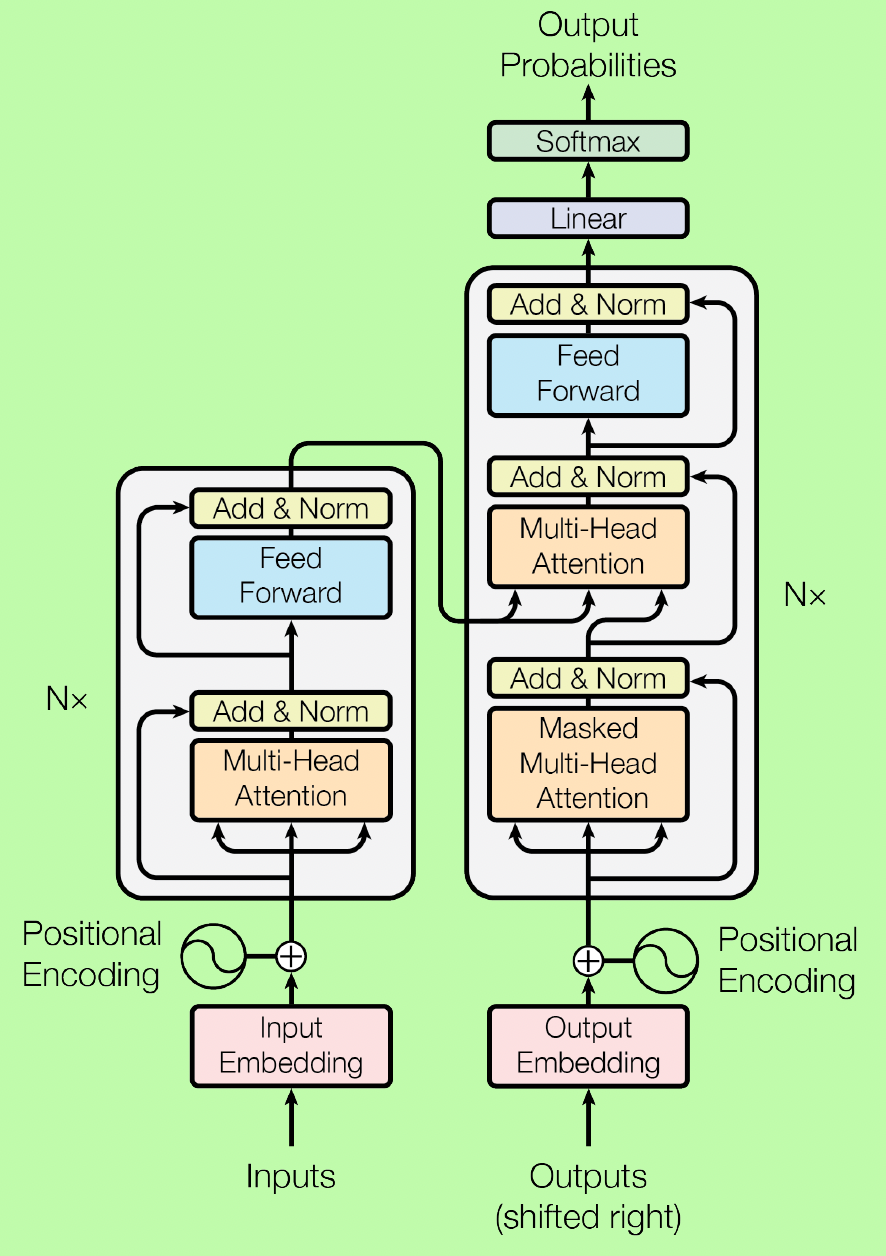 Output
Probabilities
Softmax
Linear
Add & Norm
Feed
Forward
Add & Norm
Multi-Head
Attention
Add & Norm
Masked
Multi-Head
Attention
N×
Positional
Encoding
Output
Embedding
Outputs
(shifted right)
Add & Norm
Feed
Forward
Add & Norm
Multi-Head
Attention
N×
Positional
Encoding
Input
Embedding
Inputs